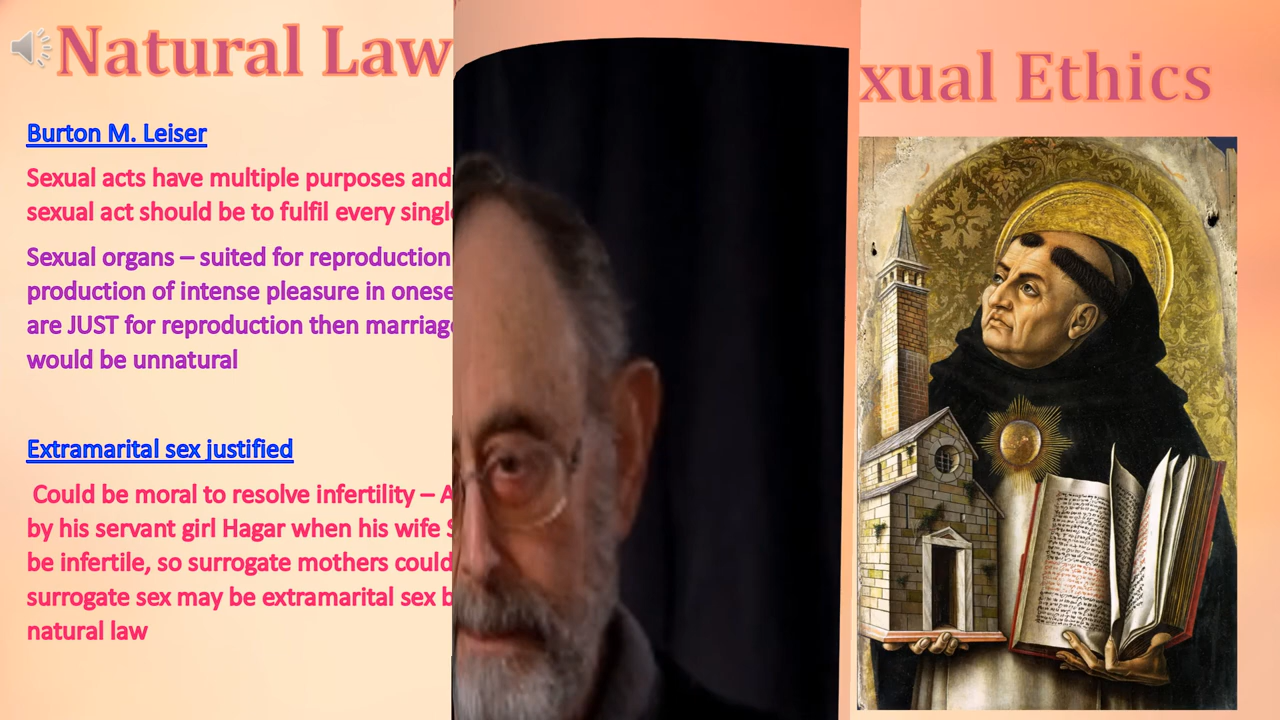 Natural Law
xual Ethics
Burton M. Leiser
Sexual acts have multiple purposes and
sexual act should be to fulfil every singl
Sexual organs – suited for reproduction
production of intense pleasure in onese
are JUST for reproduction then marriag
would be unnatural
Extramarital sex justified
Could be moral to resolve infertility – A
by his servant girl Hagar when his wife S
be infertile, so surrogate mothers could
surrogate sex may be extramarital sex b
natural law